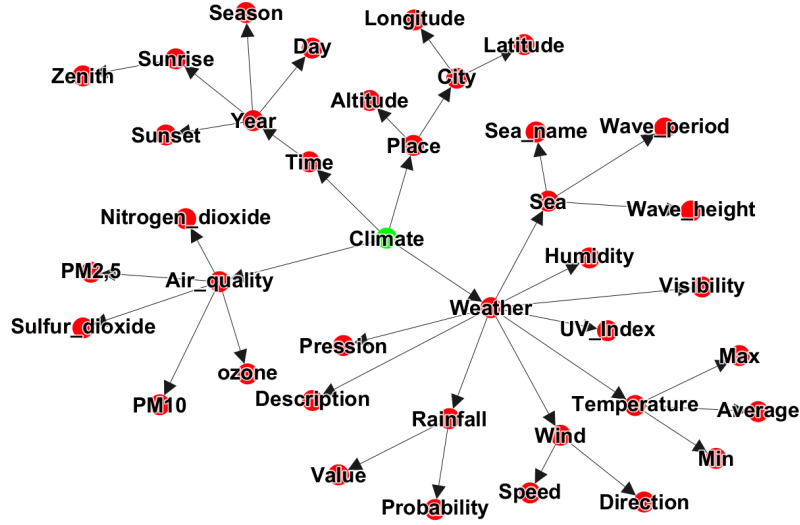 Season
Longitude
Day
Latitude
Sunrise
Zenith
City
Altitude
Year
Sunset
Sea_name
Wave_period
Place
Time
Sea
Wave_height
Nitrogen_dioxide
Climate
Humidity
PM2,5
Air_quality
Visibility
Weather
Sulfur_dioxide
UV_Index
Pression
Max
ozone
Description
PM10
Temperature
Average
Rainfall
Wind
Min
Value
Speed
Probability
Direction